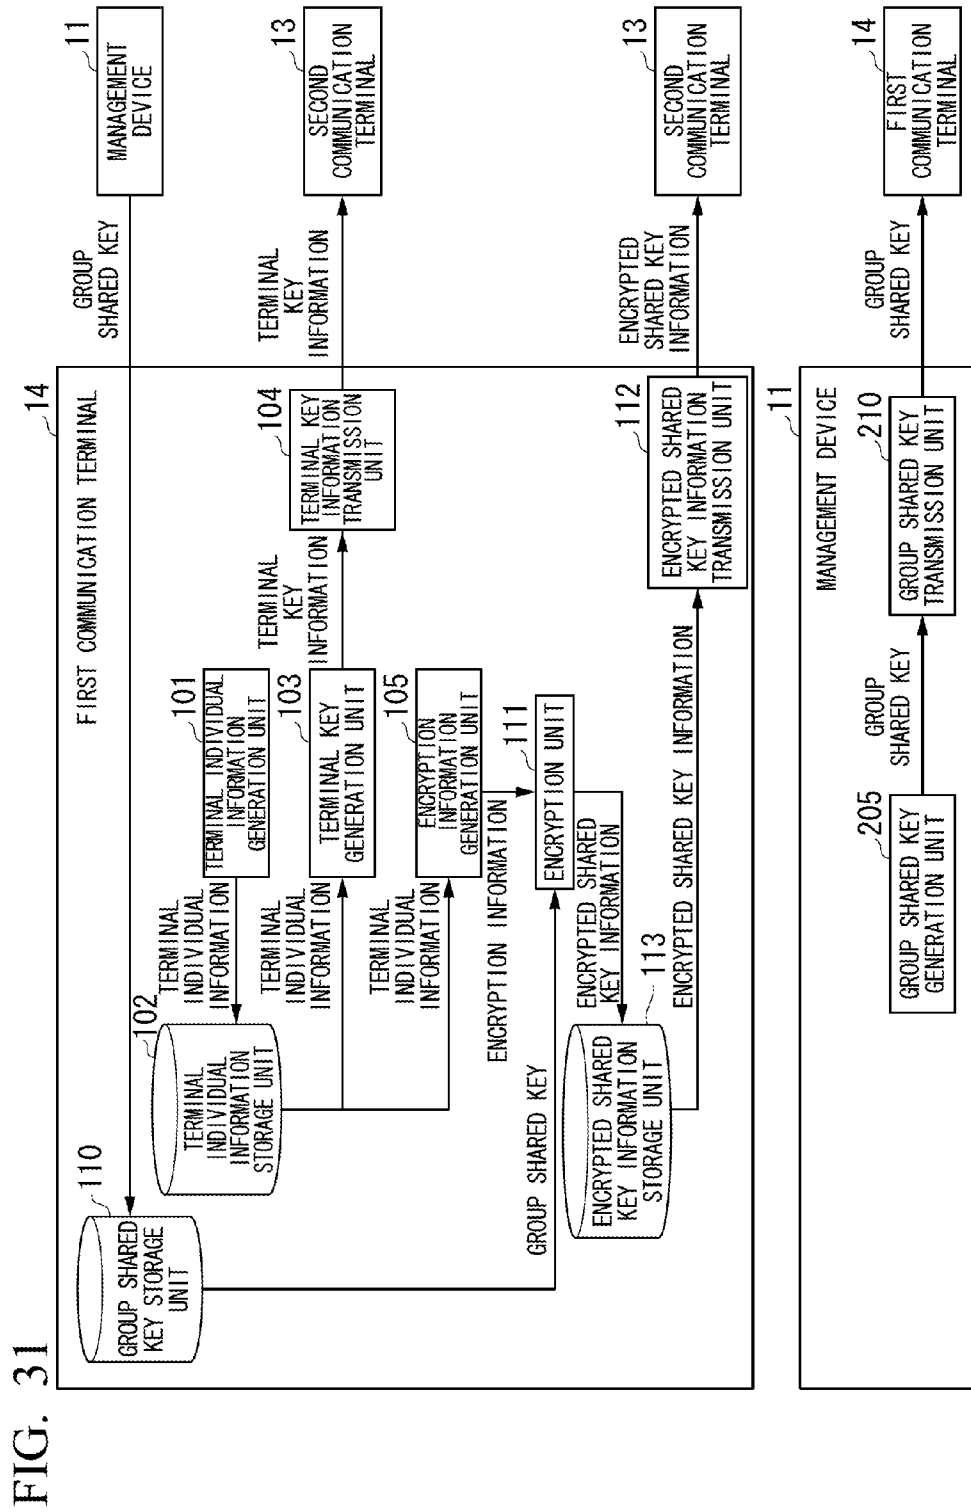 FIG. 31
14
FIRST COMMUNICATION TERMINAL
110
GROUP SHARED
KEY STORAGE
UNIT
GROUP
SHARED KEY
11
MANAGEMENT
DEVICE
102
TERMINAL
INDIVIDUAL
INFORMATION
STORAGE UNIT
TERMINAL
INDIVIDUAL
INFORMATION
101
TERMINAL INDIVIDUAL
INFORMATION
GENERATION UNIT
TERMINAL
INDIVIDUAL
INFORMATION
103
TERMINAL KEY
GENERATION UNIT
TERMINAL
KEY
INFORMATION
104
TERMINAL KEY
INFORMATION
TRANSMISSION
UNIT
TERMINAL
KEY
INFORMATION
13
SECOND
COMMUNICATION
TERMINAL
TERMINAL
INDIVIDUAL
INFORMATION
105
ENCRYPTION
INFORMATION
GENERATION UNIT
ENCRYPTION INFORMATION
GROUP SHARED KEY
111
ENCRYPTION UNIT
ENCRYPTED SHARED
KEY INFORMATION
113
ENCRYPTED SHARED
KEY INFORMATION
STORAGE UNIT
ENCRYPTED SHARED KEY INFORMATION
112
ENCRYPTED SHARED
KEY INFORMATION
TRANSMISSION UNIT
ENCRYPTED
SHARED KEY
INFORMATION
13
SECOND
COMMUNICATION
TERMINAL
11
MANAGEMENT DEVICE
205
GROUP SHARED KEY
GENERATION UNIT
GROUP
SHARED KEY
210
GROUP SHARED KEY
TRANSMISSION UNIT
GROUP
SHARED KEY
14
FIRST
COMMUNICATION
TERMINAL